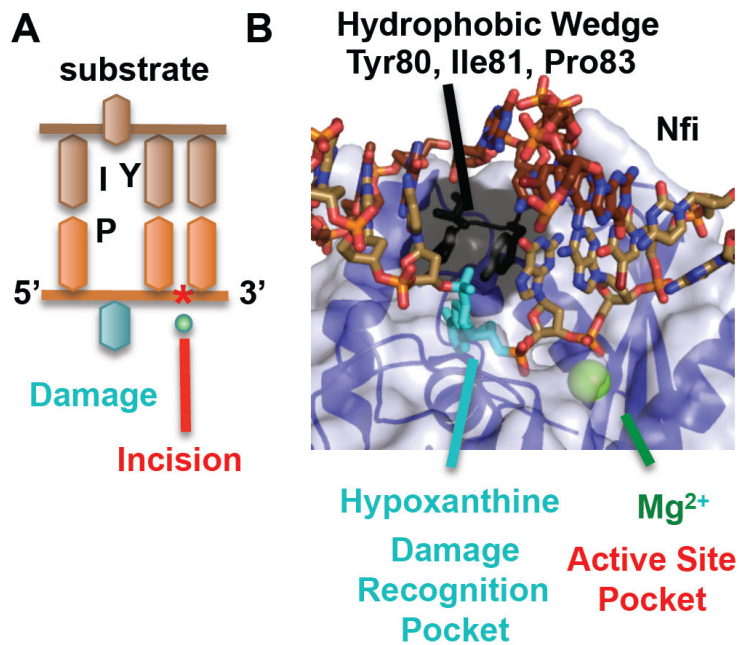 A
B
substrate
I Y
P
5’
*
3’
Damage
Incision
Hydrophobic Wedge
Tyr80, Ile81, Pro83
Nfi
Hypoxanthine
Damage
Recognition
Pocket
Mg²⁺
Active Site
Pocket